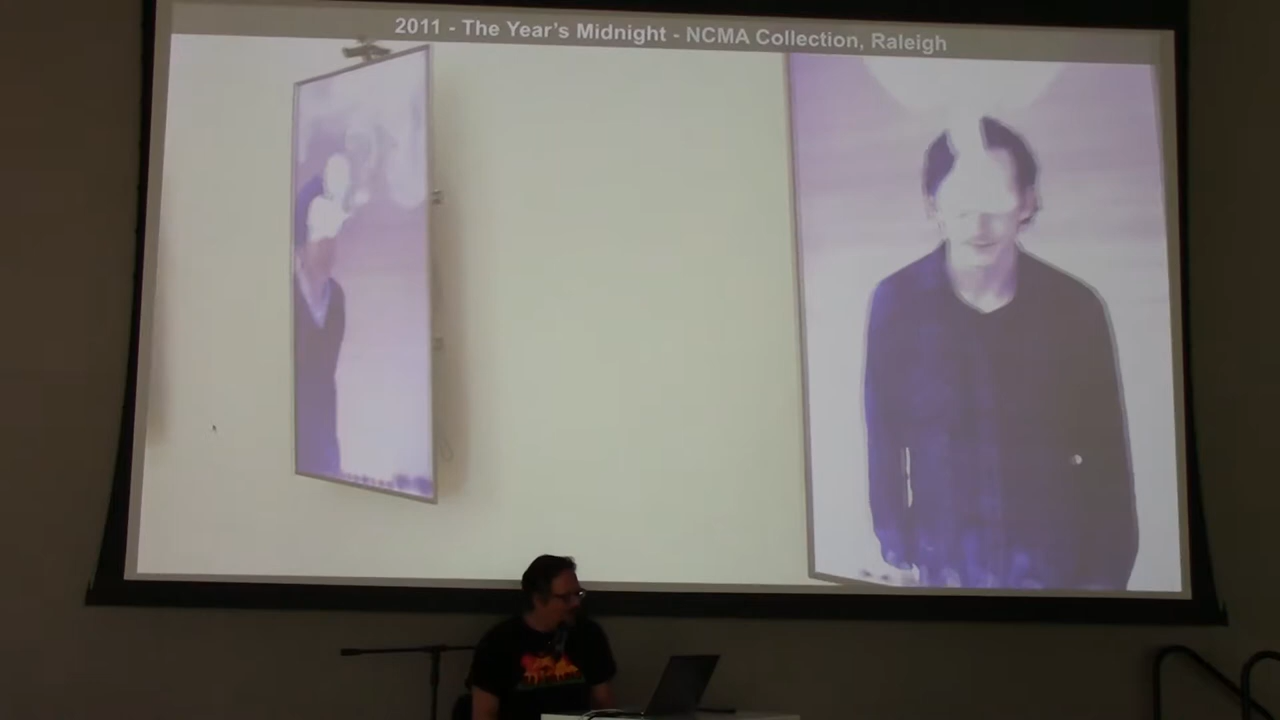 2011 - The Year's Midnight - NCMA Collection, Raleigh